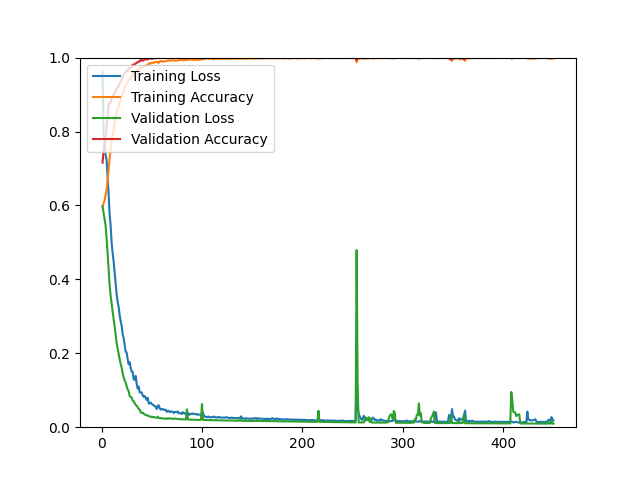 1.0
0.8
0.6
0.4
0.2
0.0
Training Loss
Training Accuracy
Validation Loss
Validation Accuracy
0 100 200 300 400